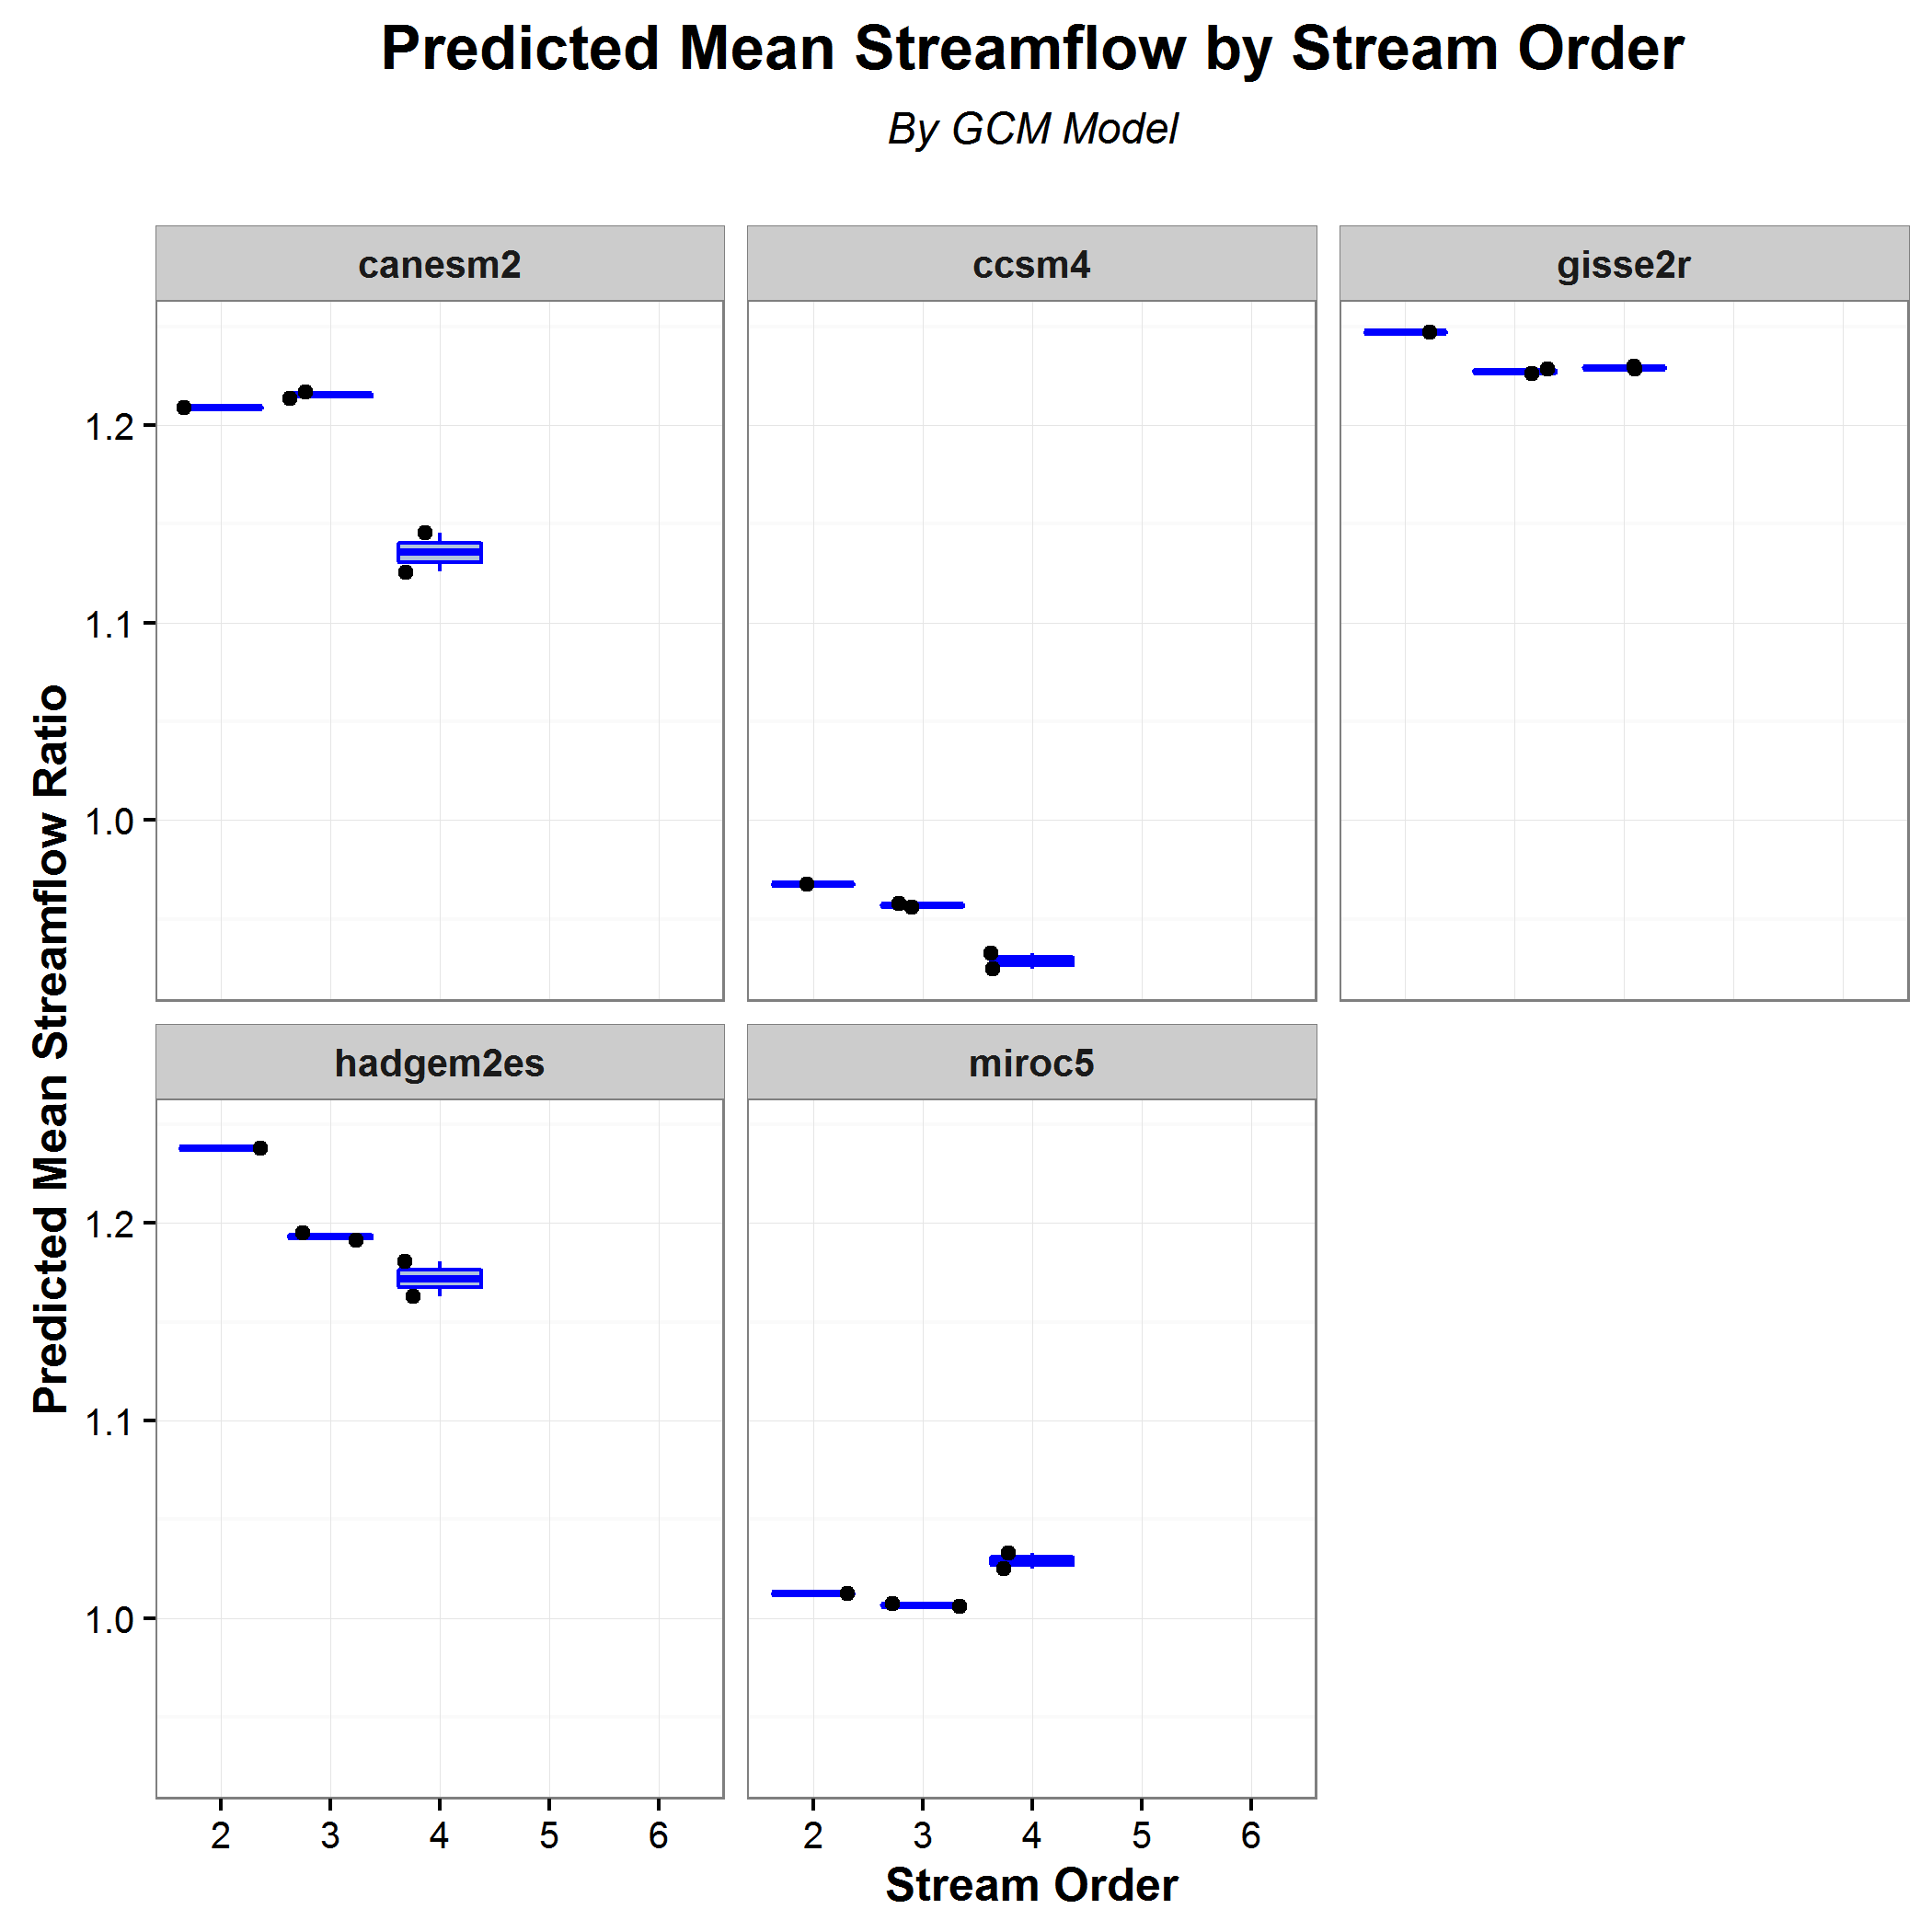 Predicted Mean Streamflow by Stream Order
By GCM Model
canesm2
ccsm4
gisse2r
1.2
1.1
1.0
Predicted Mean Streamflow Ratio
hadgem2es
miroc5
1.2
1.1
1.0
2 3 4 5 6
2 3 4 5 6
Stream Order